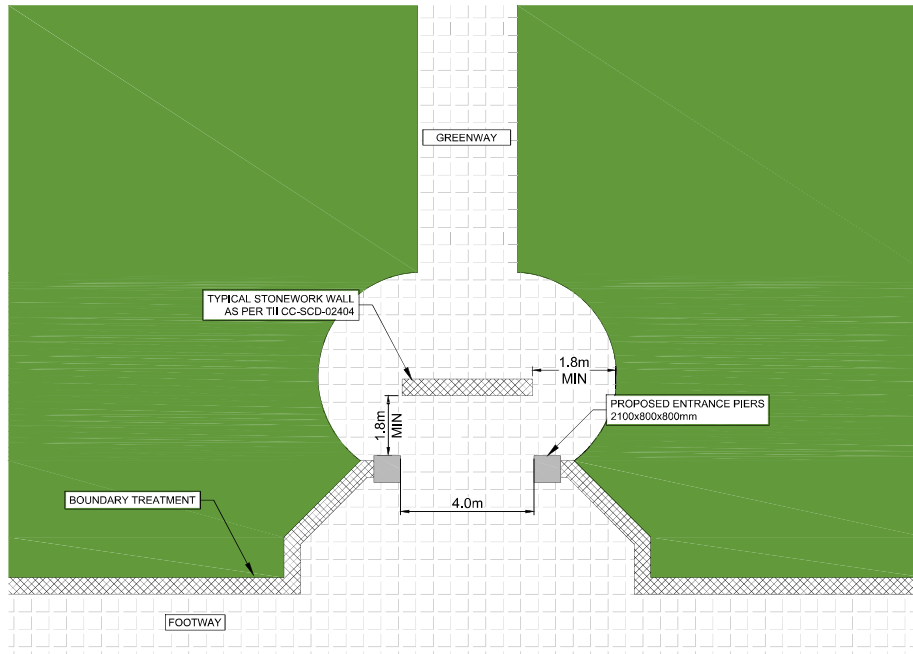 GREENWAY
TYPICAL STONEWORK WALL
AS PER TII CC-SCD-02404
1.8m
MIN
1.8m
MIN
PROPOSED ENTRANCE PIERS
2100x800x800mm
BOUNDARY TREATMENT
4.0m
FOOTWAY